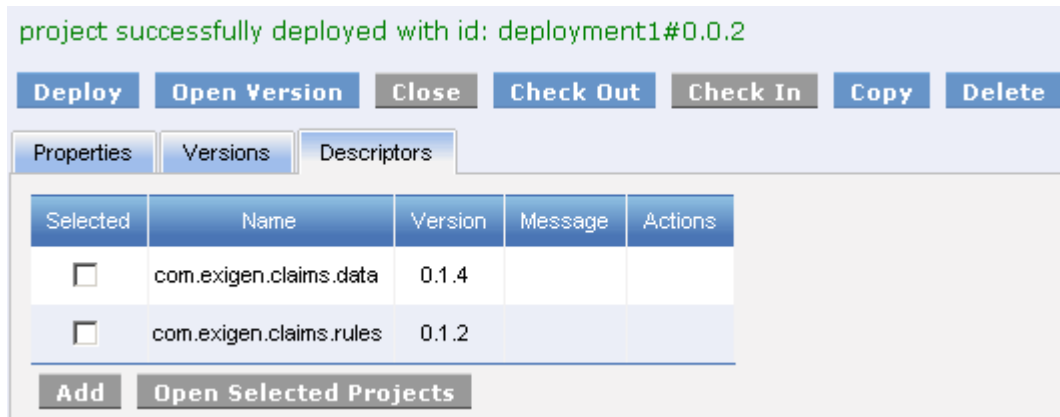 project successfully deployed with id: deployment1#0.0.2
Deploy Open Version Close Check Out Check In Copy Delete
Properties Versions Descriptors
Selected Name Version Message Actions
com.exigen.claims.data 0.1.4
com.exigen.claims.rules 0.1.2
Add Open Selected Projects